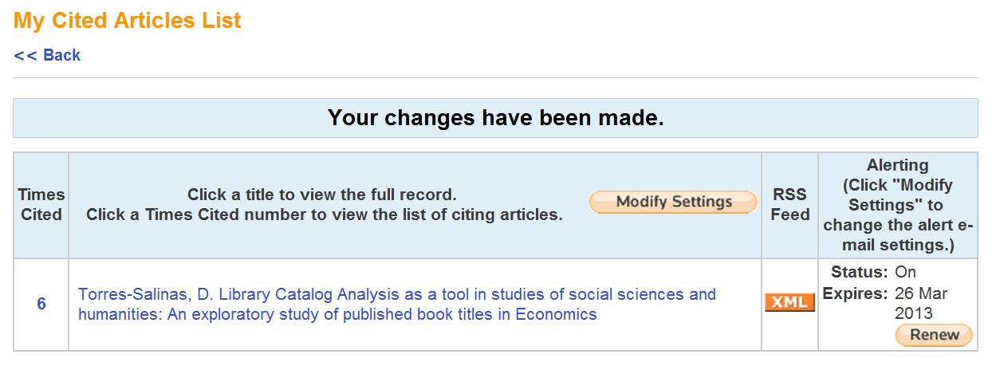 My Cited Articles List
<< Back
Your changes have been made.
Times
Cited
Click a title to view the full record.
Click a Times Cited number to view the list of citing articles.
Modify Settings
RSS
Feed
Alerting
(Click "Modify
Settings" to
change the alert e-
mail settings.)
6
Torres-Salinas, D. Library Catalog Analysis as a tool in studies of social sciences and
humanities: An exploratory study of published book titles in Economics
XML
Status: On
Expires: 26 Mar
2013
Renew